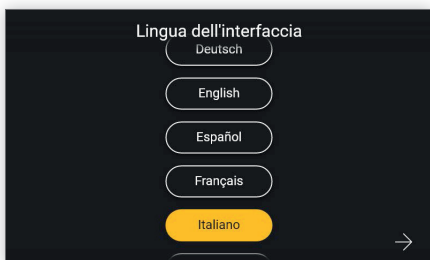 Lingua dell'interfaccia
Deutsch
English
Español
Français
Italiano